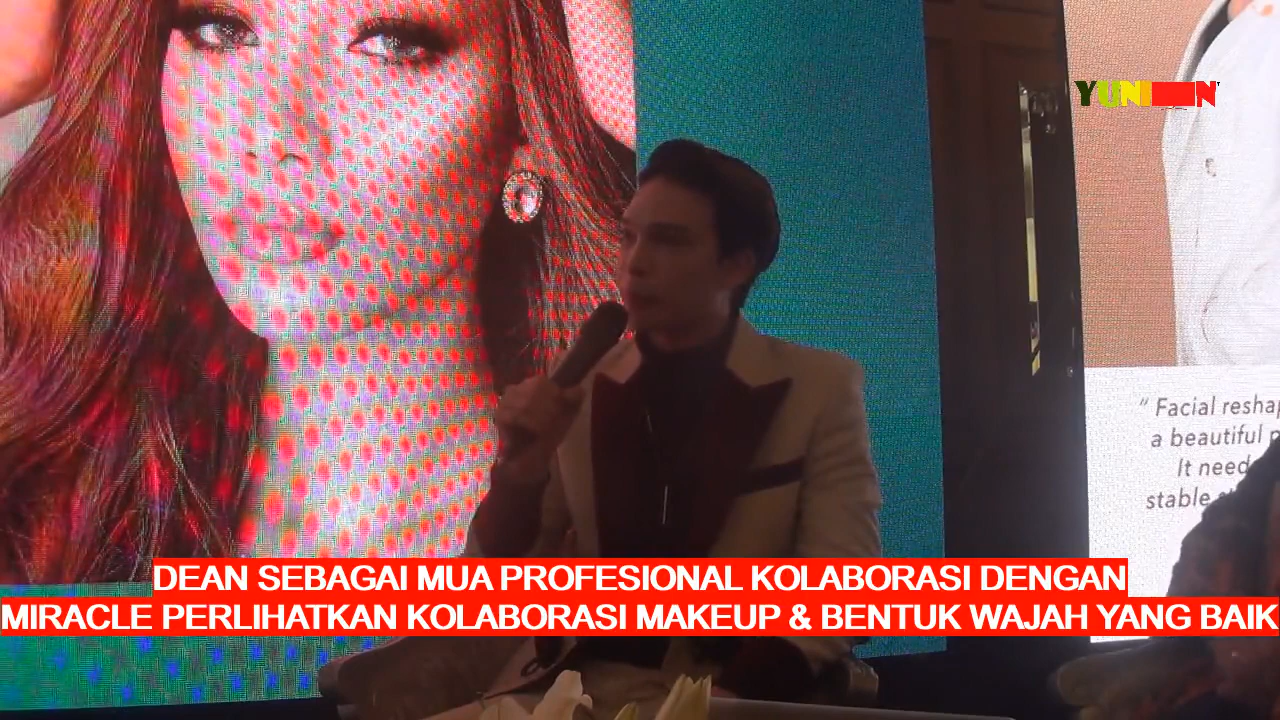 " Facial
a beautiful
It need
stable
DEAN SEBAGAI MUA PROFESIONAL KOLABORASI DENGAN
MIRACLE PERLIHATKAN KOLABORASI MAKEUP & BENTUK WAJAH YANG BAIK